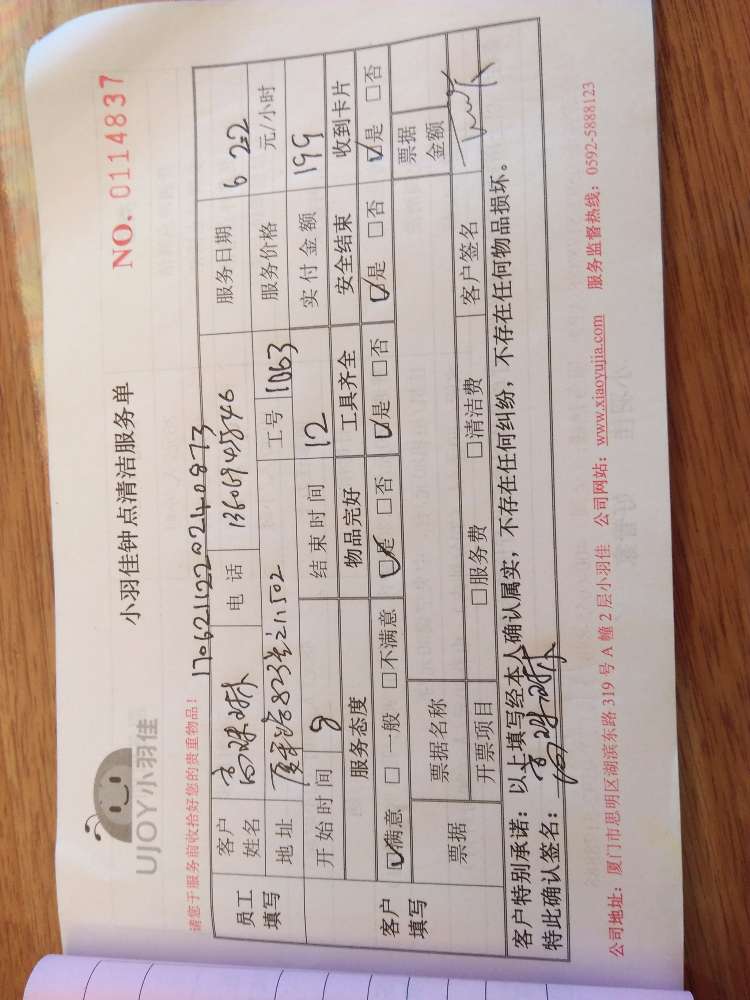 UJOY小羽佳
小羽佳钟点清洁服务单
NO. 0114837
请您于服务前收拾好您的贵重物品!
1706211220240873
员工填写
客户姓名
电话 13606945846
服务日期 6 22
地址
工号 1063
服务价格 元/小时
开始时间 8
结束时间 12
实付金额 199
客户填写
服务态度 物品完好 工具齐全 安全结束 收到卡片
☑满意 □一般 □不满意 ☑是 □否 ☑是 □否 ☑是 □否 ☑是 □否
票据
票据名称
票据金额
开票项目 □服务费 □清洁费
客户签名
客户特别承诺:以上填写经本人确认属实,不存在任何纠纷,不存在任何物品损坏。
特此确认签名:
公司地址:厦门市思明区湖滨东路 319 号 A 幢 2 层小羽佳 公司网站:www.xiaoyujia.com 服务监督热线:0592-5888123